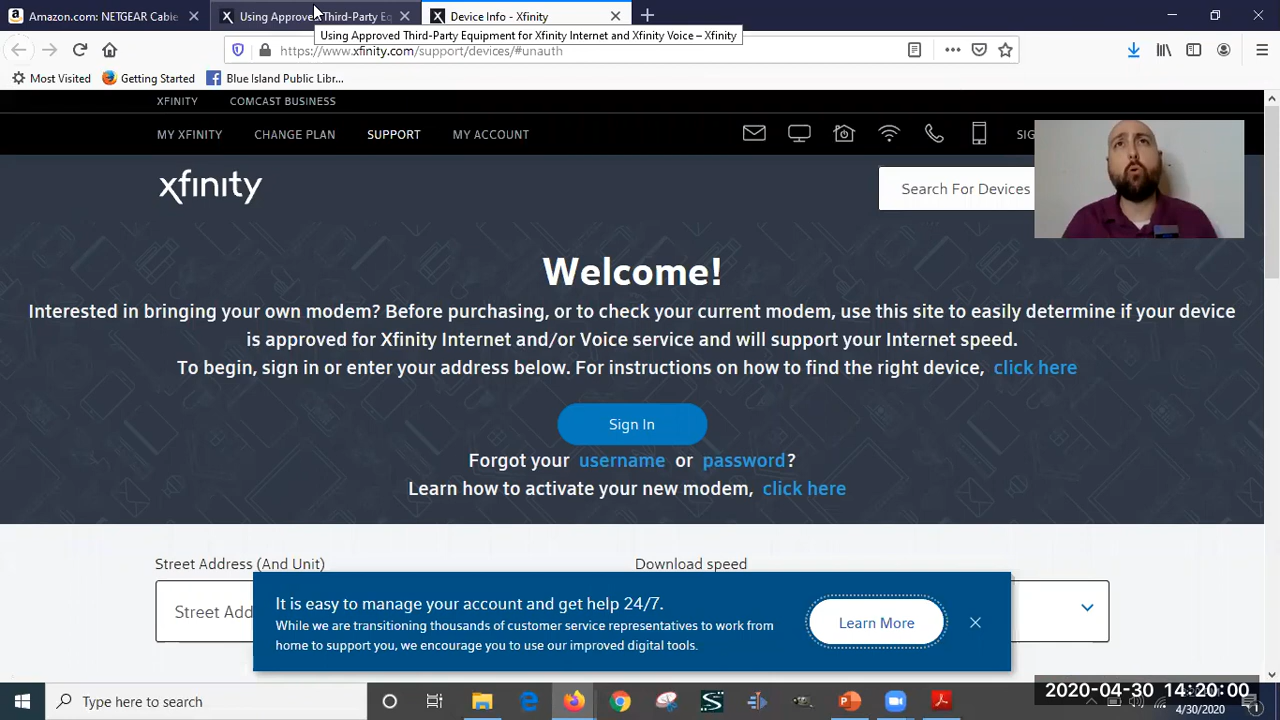 Amazon.com: NETGEAR Cable
Using Approved Third-Party Eq
Device Info - Xfinity
Using Approved Third-Party Equipment for Xfinity Internet and Xfinity Voice – Xfinity
https://www.xfinity.com/support/devices/#unauth
Most Visited
Getting Started
Blue Island Public Libr...
XFINITY
COMCAST BUSINESS
MY XFINITY
CHANGE PLAN
SUPPORT
MY ACCOUNT
xfinity
Search For Devices
Welcome!
Interested in bringing your own modem? Before purchasing, or to check your current modem, use this site to easily determine if your device
is approved for Xfinity Internet and/or Voice service and will support your Internet speed.
To begin, sign in or enter your address below. For instructions on how to find the right device, click here
Sign In
Forgot your username or password?
Learn how to activate your new modem, click here
Street Address (And Unit)
Download speed
Street Add
It is easy to manage your account and get help 24/7.
While we are transitioning thousands of customer service representatives to work from
home to support you, we encourage you to use our improved digital tools.
Learn More
Type here to search
2020-04-30 14:20:00
4/30/2020